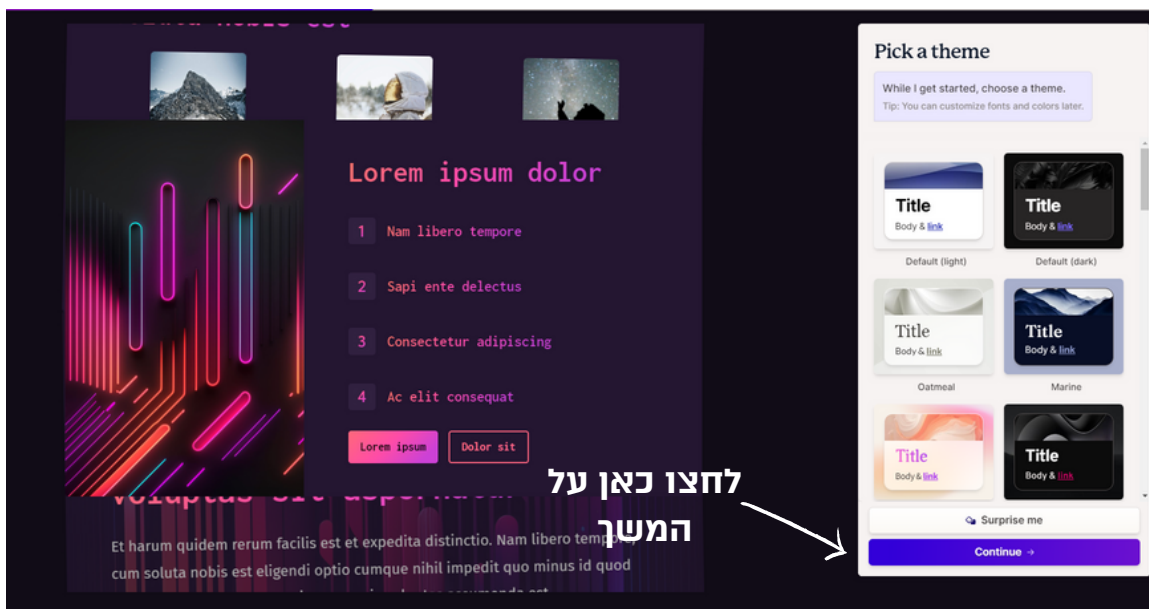 Lorem ipsum dolor
1 Nam libero tempore
2 Sapi ente delectus
3 Consectetur adipiscing
4 Ac elit consequat
Lorem ipsum
Dolor sit
Et harum quidem rerum facilis est et expedita distinctio. Nam libero tempore,
cum soluta nobis est eligendi optio cumque nihil impedit quo minus id quod
לחצו כאן על
המשך
Pick a theme
While I get started, choose a theme.
Tip: You can customize fonts and colors later.
Title
Body & link
Default (light)
Title
Body & link
Default (dark)
Title
Body & link
Oatmeal
Title
Body & link
Marine
Title
Body & link
Title
Body & link
Surprise me
Continue →